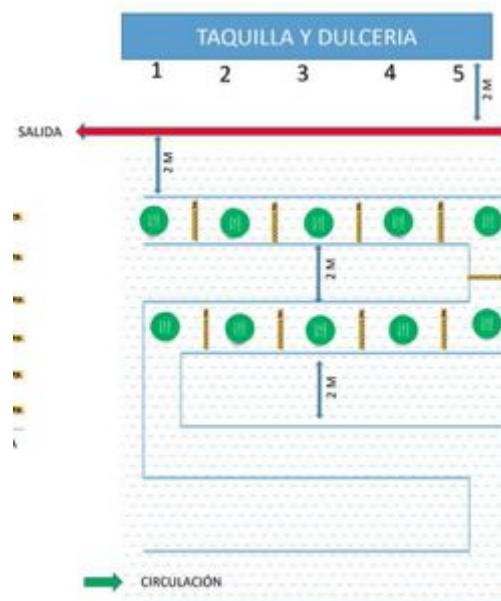 TAQUILLA Y DULCERIA
1 2 3 4 5
2 M
SALIDA
2 M
2 M
2 M
CIRCULACIÓN